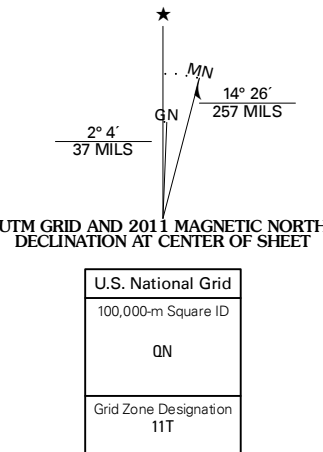 ★
MN
GN
14° 26´
257 MILS
2° 4´
37 MILS
UTM GRID AND 2011 MAGNETIC NORTH
DECLINATION AT CENTER OF SHEET
U.S. National Grid
100,000-m Square ID
QN
Grid Zone Designation
11T